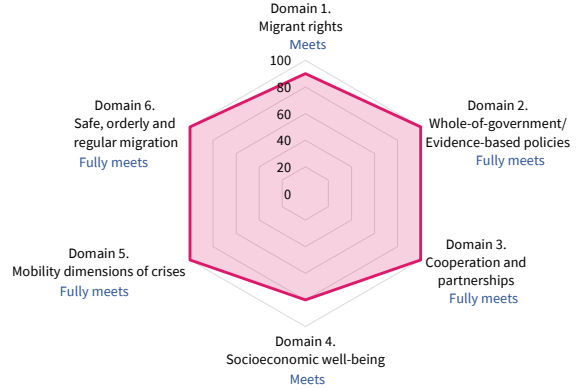 Domain 1.
Migrant rights
Meets
100
80
60
40
20
0
Domain 2.
Whole-of-government/
Evidence-based policies
Fully meets
Domain 3.
Cooperation and
partnerships
Fully meets
Domain 4.
Socioeconomic well-being
Meets
Domain 5.
Mobility dimensions of crises
Fully meets
Domain 6.
Safe, orderly and
regular migration
Fully meets